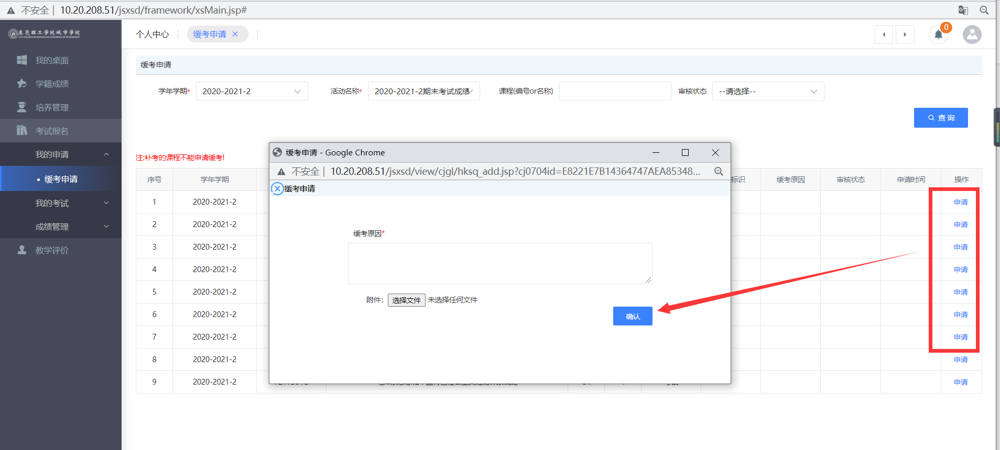 不安全 | 10.20.208.51/jsxsd/framework/xsMain.jsp#
东莞理工学院城市学院
我的桌面
学籍成绩
培养管理
考试报名
我的申请
缓考申请
我的考试
成绩管理
教学评价
个人中心 缓考申请
0
缓考申请
学年学期* 2020-2021-2 活动名称* 2020-2021-2期末考试成绩 课程(编号or名称) 审核状态 --请选择--
查 询
注:补考的课程不能申请缓考!
序号 学年学期 标识 缓考原因 审核状态 申请时间 操作
1 2020-2021-2 申请
2 2020-2021-2 申请
3 2020-2021-2 申请
4 2020-2021-2 申请
5 2020-2021-2 申请
6 2020-2021-2 申请
7 2020-2021-2 申请
8 2020-2021-2 申请
9 2020-2021-2 申请
缓考申请 - Google Chrome
不安全 | 10.20.208.51/jsxsd/view/cjgl/hksq_add.jsp?cj0704id=E8221E7B14364747AEA85348...
缓考申请
缓考原因*
附件: 选择文件 未选择任何文件
确认